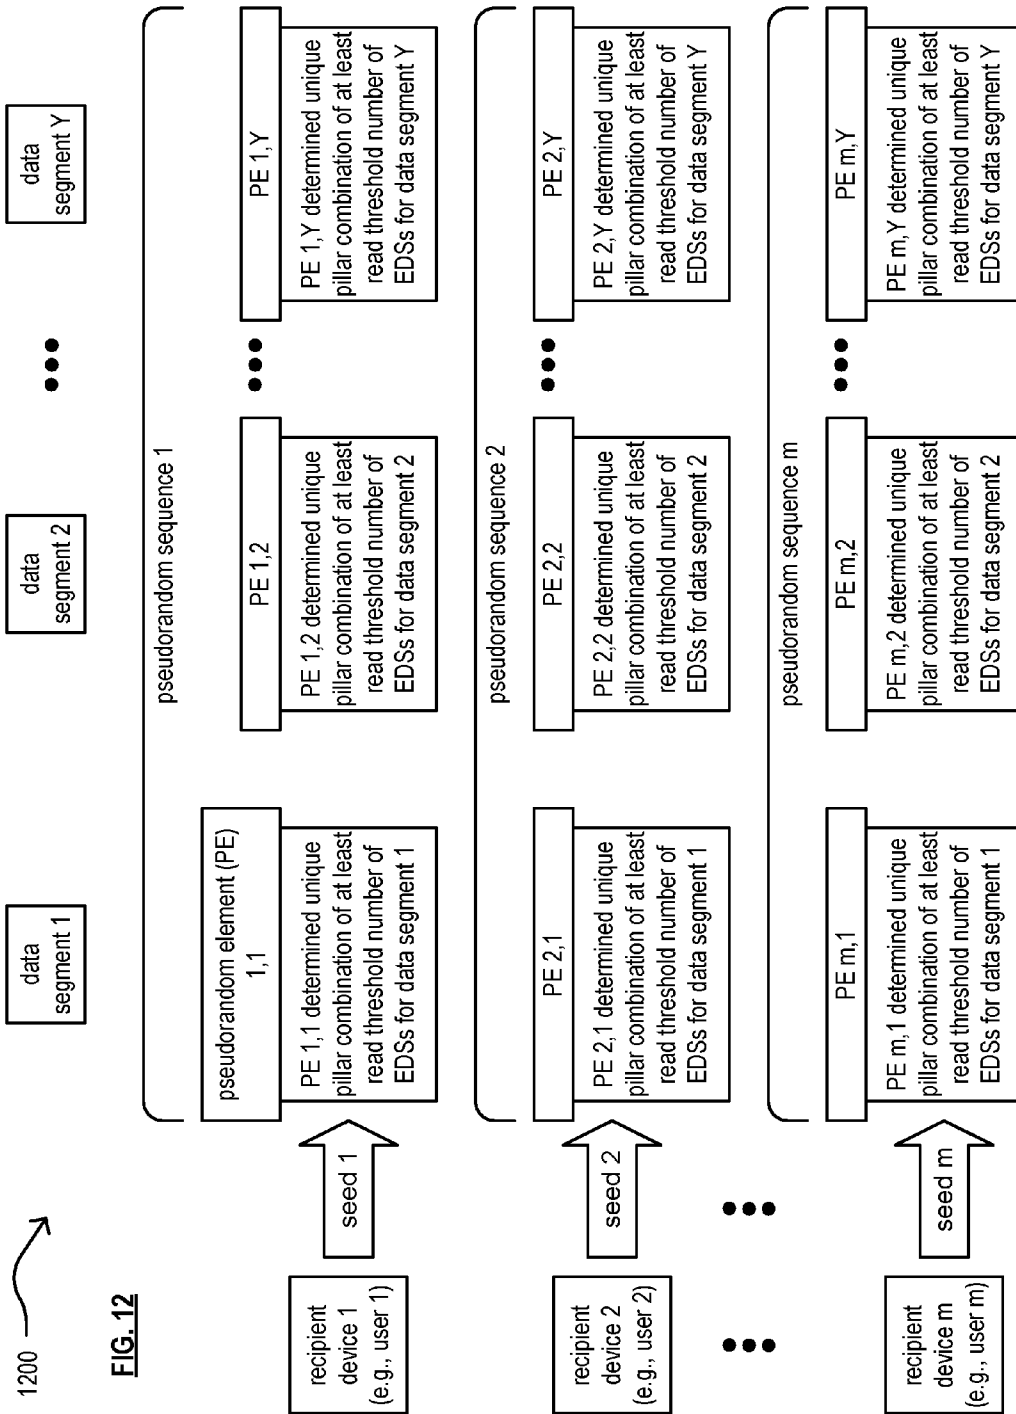 1200
FIG. 12
data
segment 1
data
segment 2
data
segment Y
pseudorandom sequence 1
recipient
device 1
(e.g., user 1)
seed 1
pseudorandom element (PE)
1,1
PE 1,1 determined unique
pillar combination of at least
read threshold number of
EDSs for data segment 1
PE 1,2
PE 1,2 determined unique
pillar combination of at least
read threshold number of
EDSs for data segment 2
PE 1,Y
PE 1,Y determined unique
pillar combination of at least
read threshold number of
EDSs for data segment Y
pseudorandom sequence 2
recipient
device 2
(e.g., user 2)
seed 2
PE 2,1
PE 2,1 determined unique
pillar combination of at least
read threshold number of
EDSs for data segment 1
PE 2,2
PE 2,2 determined unique
pillar combination of at least
read threshold number of
EDSs for data segment 2
PE 2,Y
PE 2,Y determined unique
pillar combination of at least
read threshold number of
EDSs for data segment Y
pseudorandom sequence m
recipient
device m
(e.g., user m)
seed m
PE m,1
PE m,1 determined unique
pillar combination of at least
read threshold number of
EDSs for data segment 1
PE m,2
PE m,2 determined unique
pillar combination of at least
read threshold number of
EDSs for data segment 2
PE m,Y
PE m,Y determined unique
pillar combination of at least
read threshold number of
EDSs for data segment Y